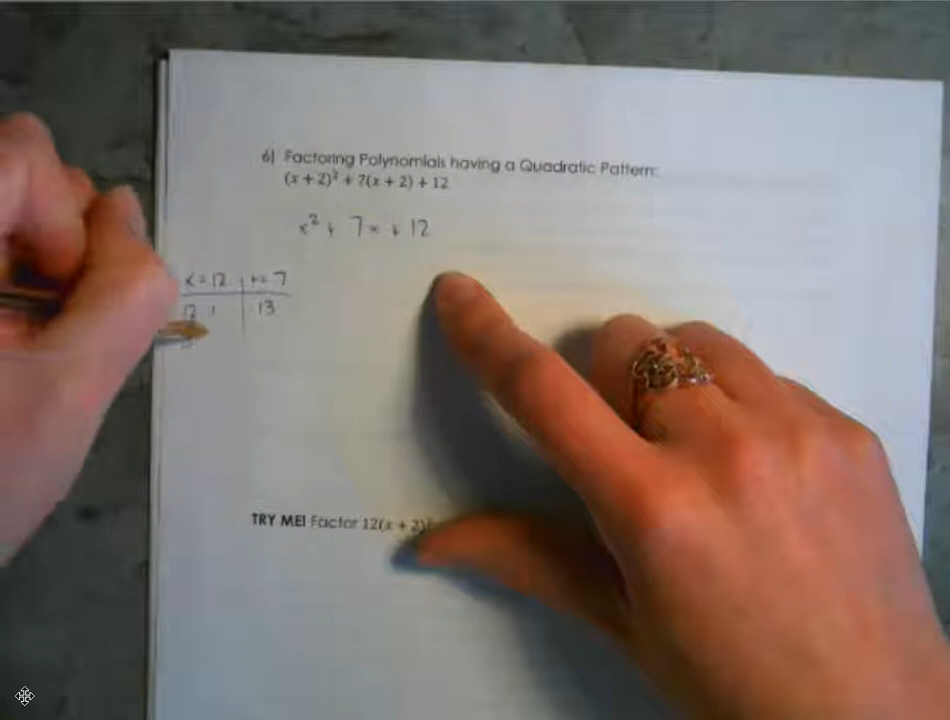 6) Factoring Polynomials having a Quadratic Pattern:
(x + 2)² + 7(x + 2) + 12
x² + 7x + 12
x = 12 + = 7
12 1 13
TRY ME! Factor 12(x + 2)